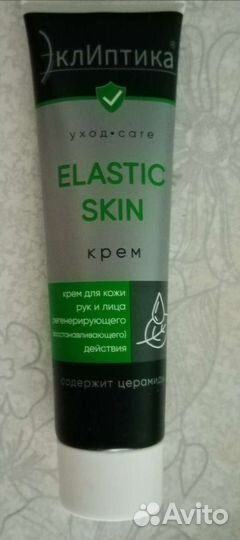 ЭклИптика®
уход•care
ELASTIC
SKIN
крем
крем для кожи
рук и лица
регенерирующего
восстанавливающего)
действия
содержит церамиды
Avito